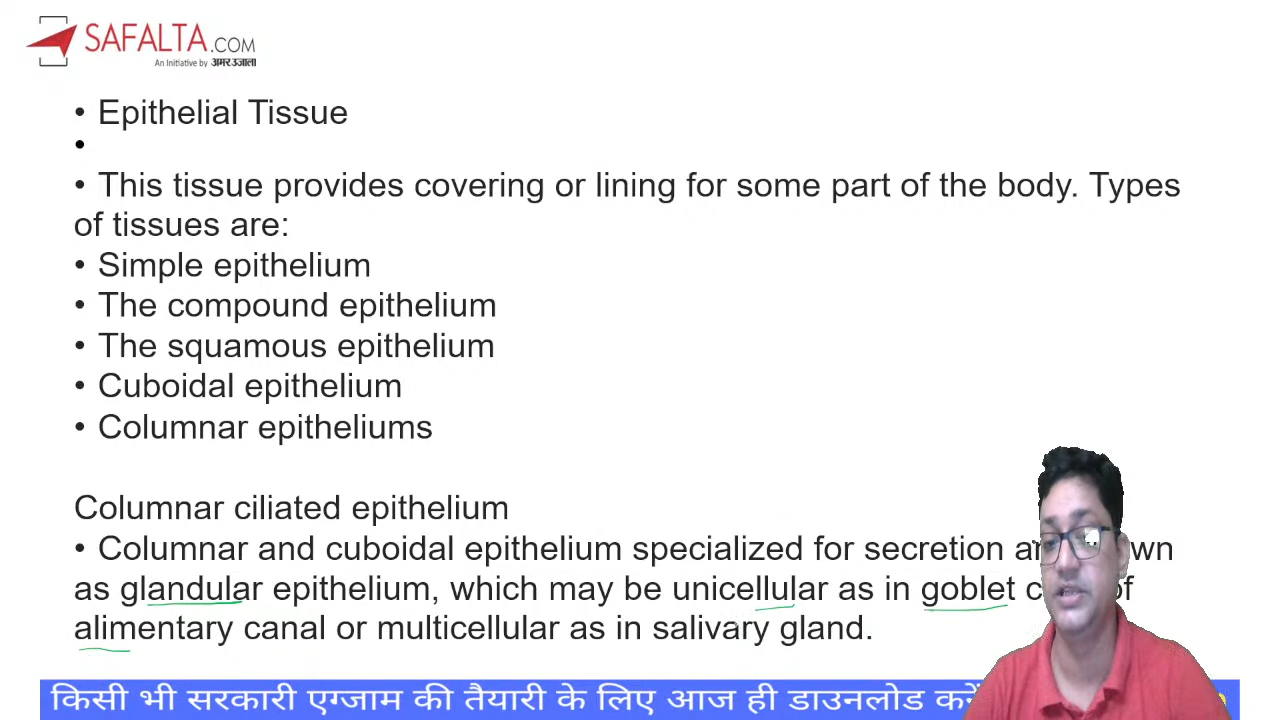 SAFALTA.COM
An Initiative by अमर उजाला
• Epithelial Tissue
•
• This tissue provides covering or lining for some part of the body. Types
of tissues are:
• Simple epithelium
• The compound epithelium
• The squamous epithelium
• Cuboidal epithelium
• Columnar epitheliums
Columnar ciliated epithelium
• Columnar and cuboidal epithelium specialized for secretion
as glandular epithelium, which may be unicellular as in goblet of
alimentary canal or multicellular as in salivary gland.
किसी भी सरकारी एग्जाम की तैयारी के लिए आज ही डाउनलोड करें